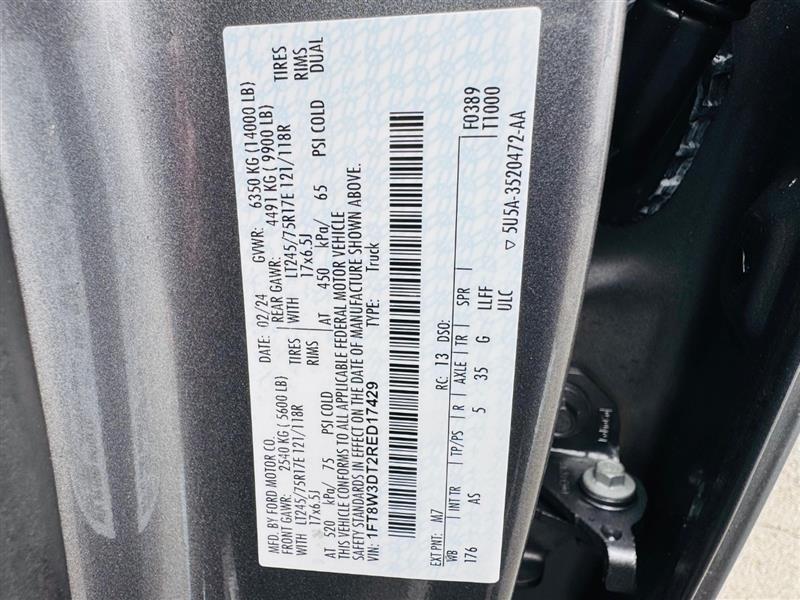 MFD. BY FORD MOTOR CO. DATE: 02/24 GVWR: 6350 KG (14000 LB)
FRONT GAWR: 2540 KG (5600 LB) REAR GAWR: 4491 KG (9900 LB)
WITH LT245/75R17E 121/118R TIRES WITH LT245/75R17E 121/118R TIRES
17x6.5J RIMS 17x6.5J RIMS
AT 520 kPa/ 75 PSI COLD AT 450 kPa/ 65 PSI COLD DUAL
THIS VEHICLE CONFORMS TO ALL APPLICABLE FEDERAL MOTOR VEHICLE
SAFETY STANDARDS IN EFFECT ON THE DATE OF MANUFACTURE SHOWN ABOVE.
VIN: 1FT8W3DT2RED17429 TYPE: Truck
F0389
EXT PNT: M7 RC: 13 DSO: T1000
WB INT TR TP/PS R AXLE TR SPR
176 AS 5 35 G LLFF
ULC ▽ 5U5A-3520472-AA